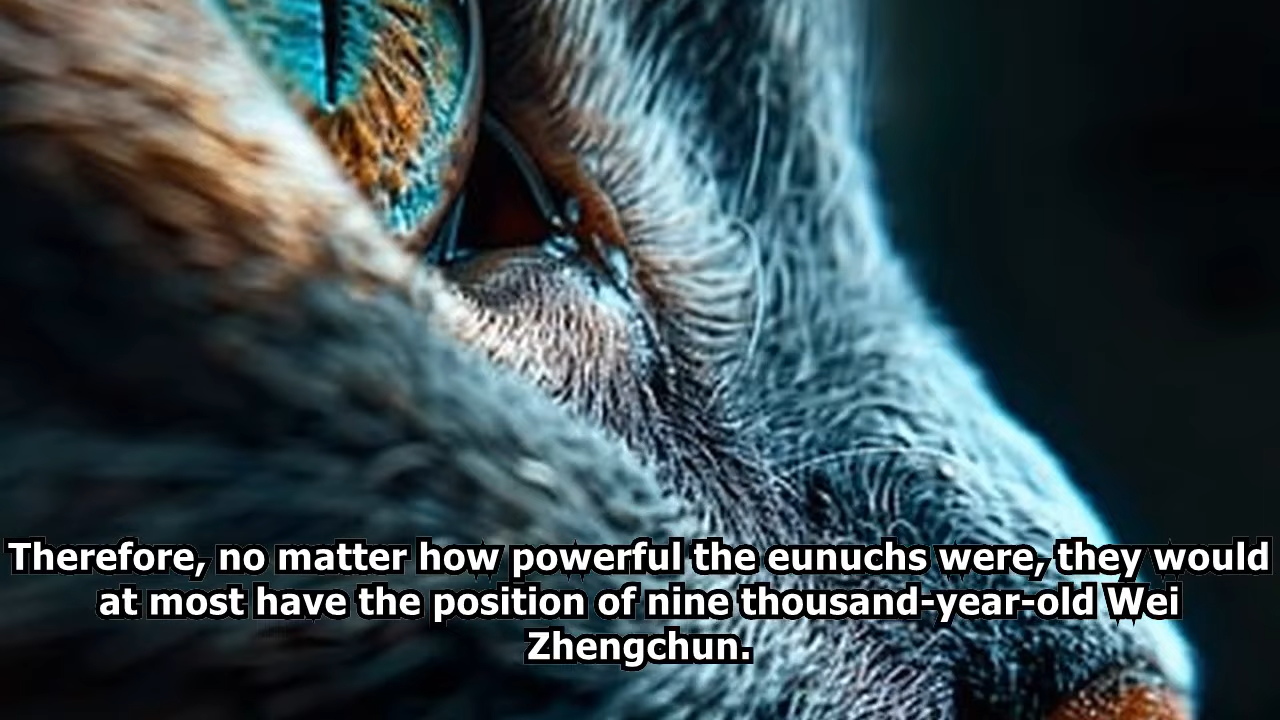 Therefore, no matter how powerful the eunuchs were, they would
at most have the position of nine thousand-year-old Wei
Zhengchun.